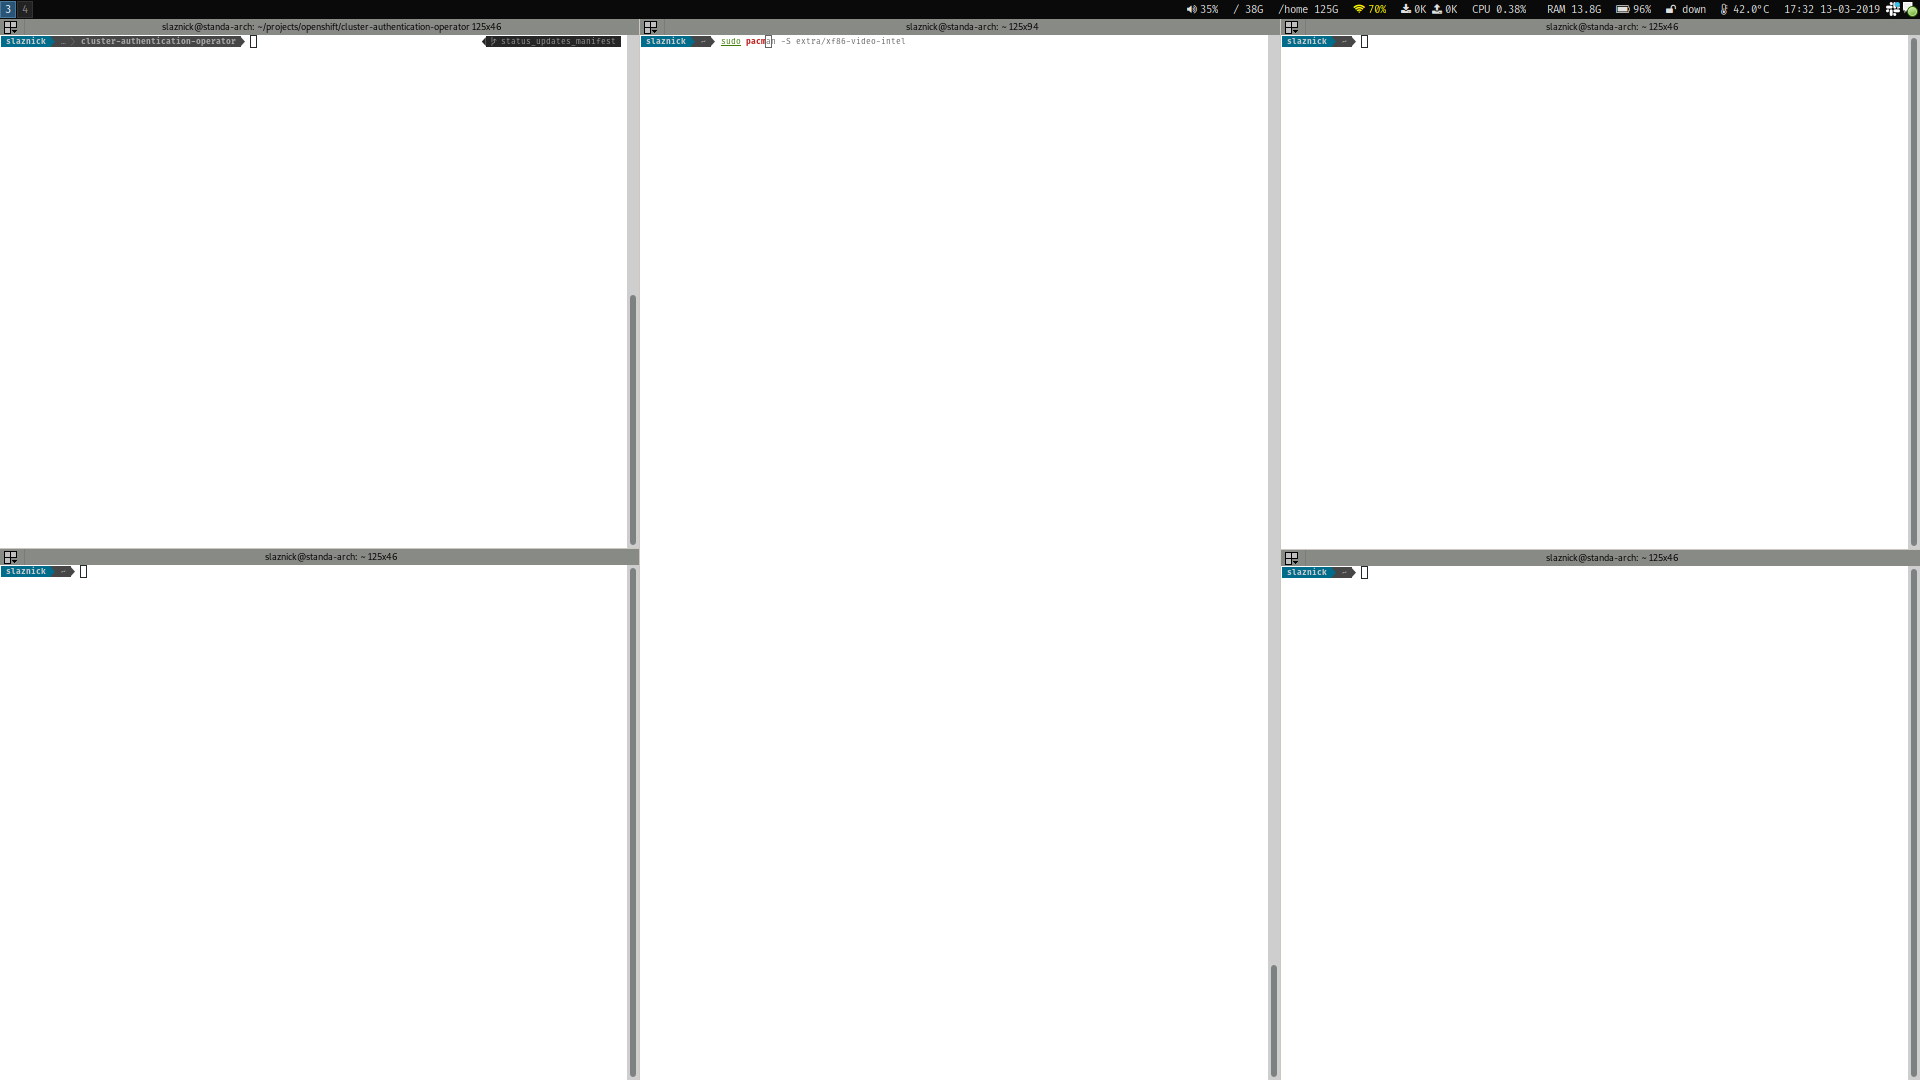 3 4 35% / 38G /home 125G 70% 0K 0K CPU 0.38% RAM 13.8G 96% down 42.0°C 17:32 13-03-2019
slaznick@standa-arch: ~/projects/openshift/cluster-authentication-operator 125x46
slaznick … cluster-authentication-operator status_updates_manifest
slaznick@standa-arch: ~ 125x46
slaznick ~
slaznick@standa-arch: ~ 125x94
slaznick ~ sudo pacman -S extra/xf86-video-intel
slaznick@standa-arch: ~ 125x46
slaznick ~
slaznick@standa-arch: ~ 125x46
slaznick ~